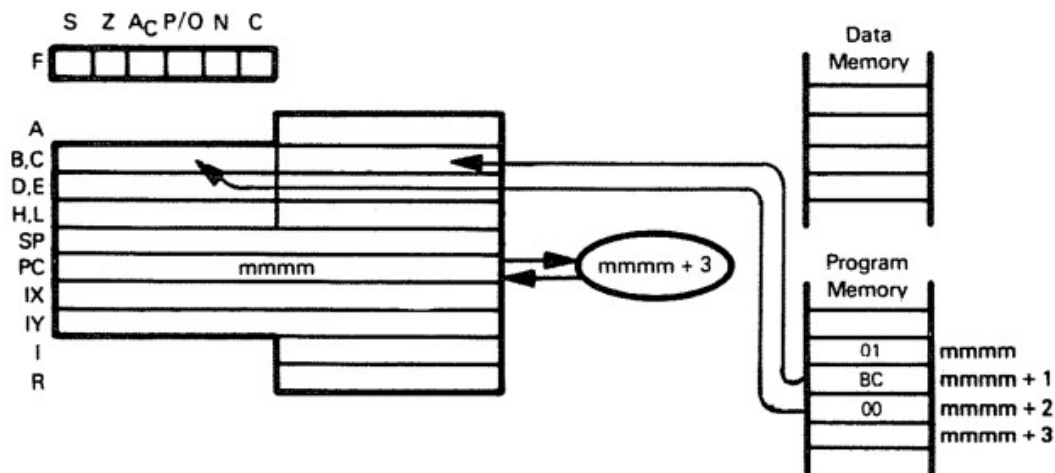 S Z AC P/O N C
F
A
B,C
D,E
H,L
SP
PC mmmm
IX
IY
I
R
mmmm + 3
Data
Memory
Program
Memory
01 mmmm
BC mmmm + 1
00 mmmm + 2
mmmm + 3